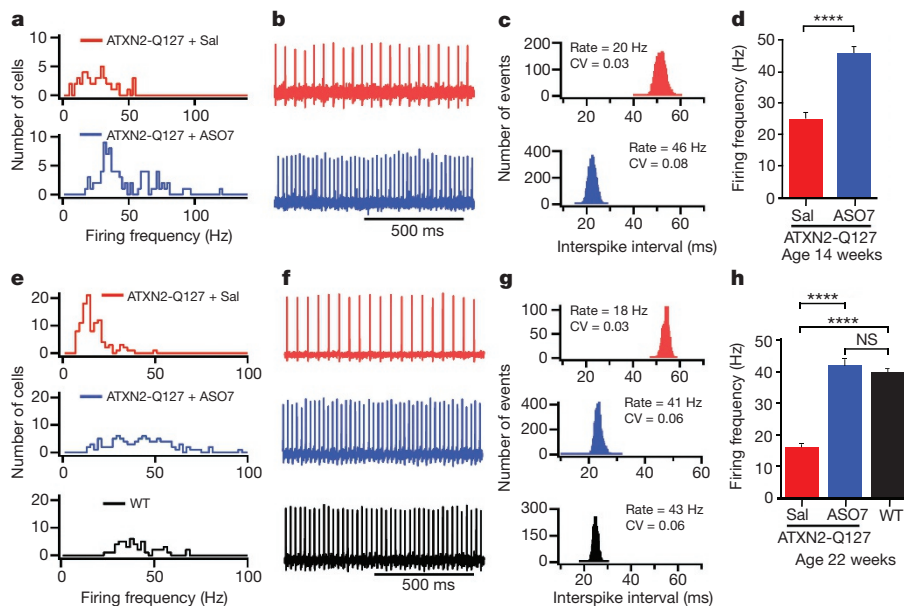 a
ATXN2-Q127 + Sal
10
5
0
ATXN2-Q127 + ASO7
10
5
0
0 50 100
Number of cells
Firing frequency (Hz)
b
500 ms
c
Rate = 20 Hz
CV = 0.03
200
100
0
20 40 60
Rate = 46 Hz
CV = 0.08
400
200
0
20 40 60
Number of events
Interspike interval (ms)
d
****
60
50
40
30
20
10
0
Firing frequency (Hz)
Sal ASO7
ATXN2-Q127
Age 14 weeks
e
ATXN2-Q127 + Sal
20
10
0
0 50 100
ATXN2-Q127 + ASO7
20
10
0
0 50 100
WT
20
10
0
0 50 100
Number of cells
Firing frequency (Hz)
f
500 ms
g
Rate = 18 Hz
CV = 0.03
100
50
0
20 40 60
Rate = 41 Hz
CV = 0.06
400
200
0
20 40 60
Rate = 43 Hz
CV = 0.06
300
150
0
20 40 60
Number of events
Interspike interval (ms)
h
****
****
NS
50
40
30
20
10
0
Firing frequency (Hz)
Sal ASO7 WT
ATXN2-Q127
Age 22 weeks